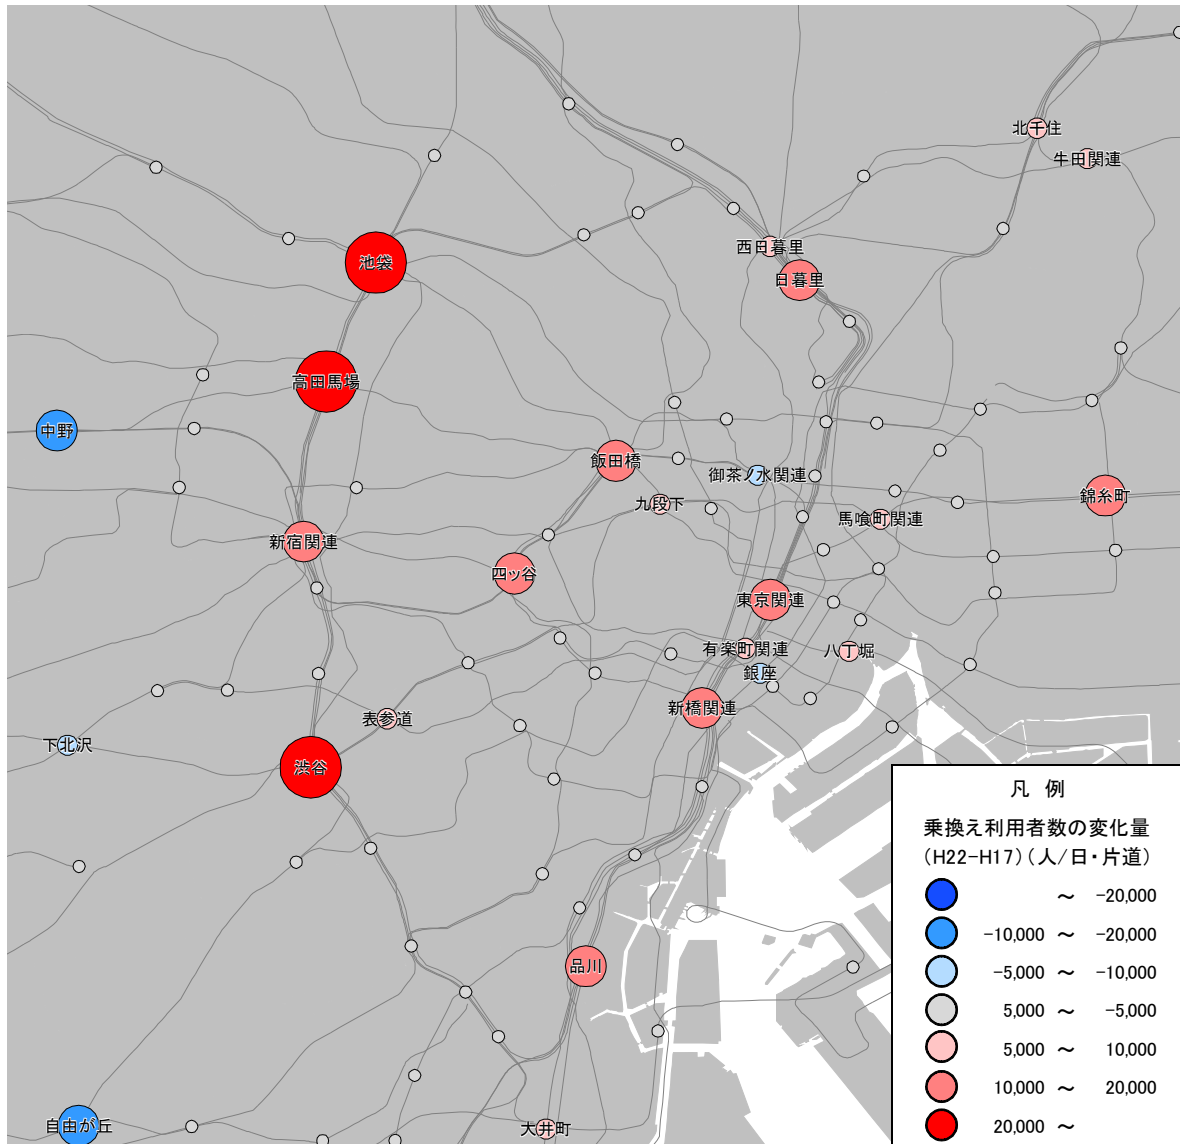 北千住
牛田関連
西日暮里
池袋
日暮里
高田馬場
中野
飯田橋
御茶ノ水関連
九段下
馬喰町関連
錦糸町
新宿関連
四ッ谷
東京関連
有楽町関連
八丁堀
銀座
新橋関連
表参道
下北沢
渋谷
品川
自由が丘
大井町
凡 例
乗換え利用者数の変化量
(H22-H17)(人/日・片道)
～ -20,000
-10,000 ～ -20,000
-5,000 ～ -10,000
5,000 ～ -5,000
5,000 ～ 10,000
10,000 ～ 20,000
20,000 ～